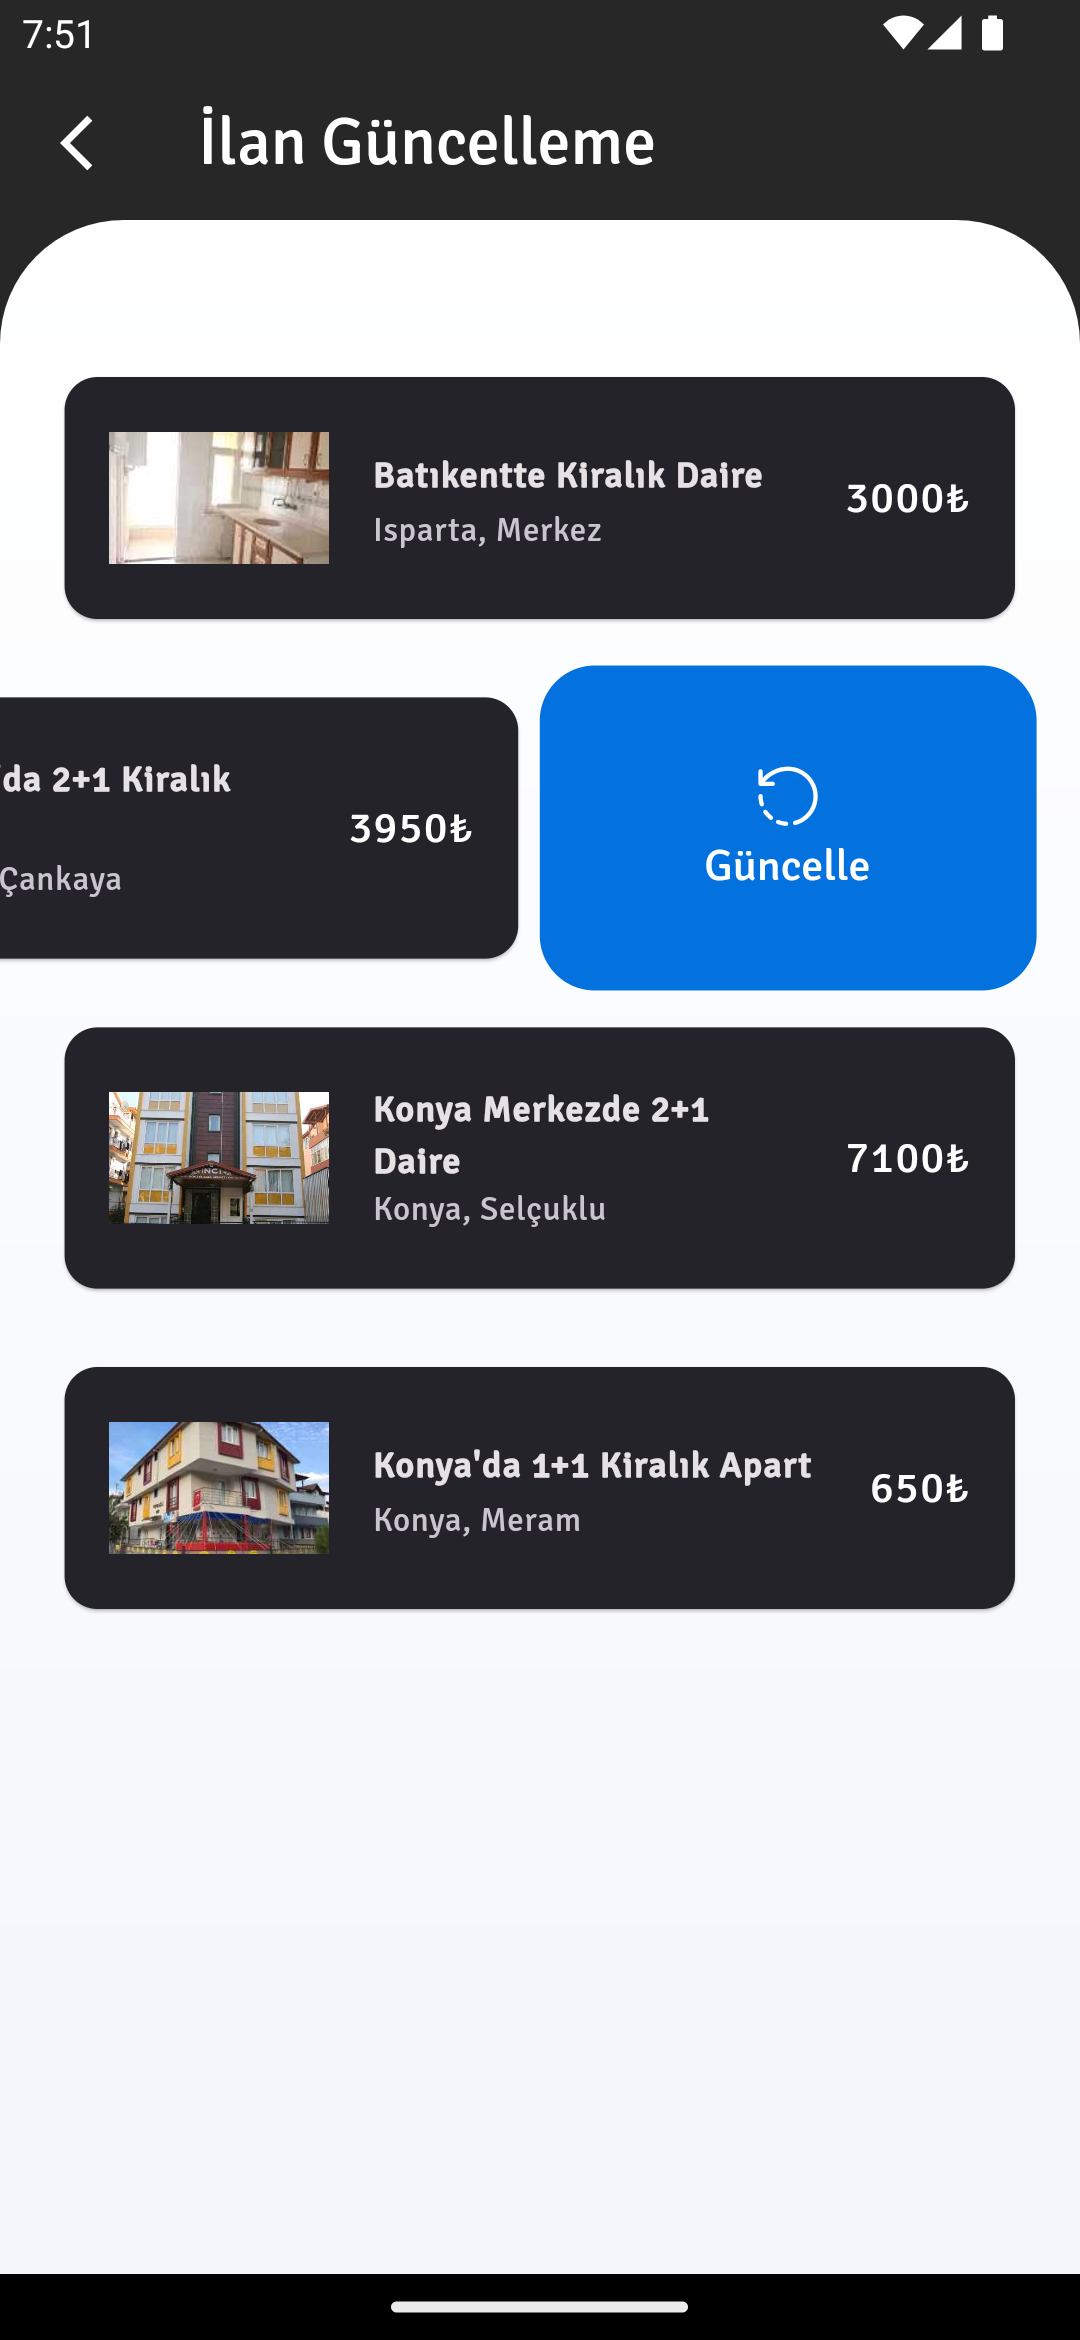 7:51
İlan Güncelleme
Batıkentte Kiralık Daire
Isparta, Merkez
3000₺
'da 2+1 Kiralık
Çankaya
3950₺
Güncelle
Konya Merkezde 2+1
Daire
Konya, Selçuklu
7100₺
Konya'da 1+1 Kiralık Apart
Konya, Meram
650₺